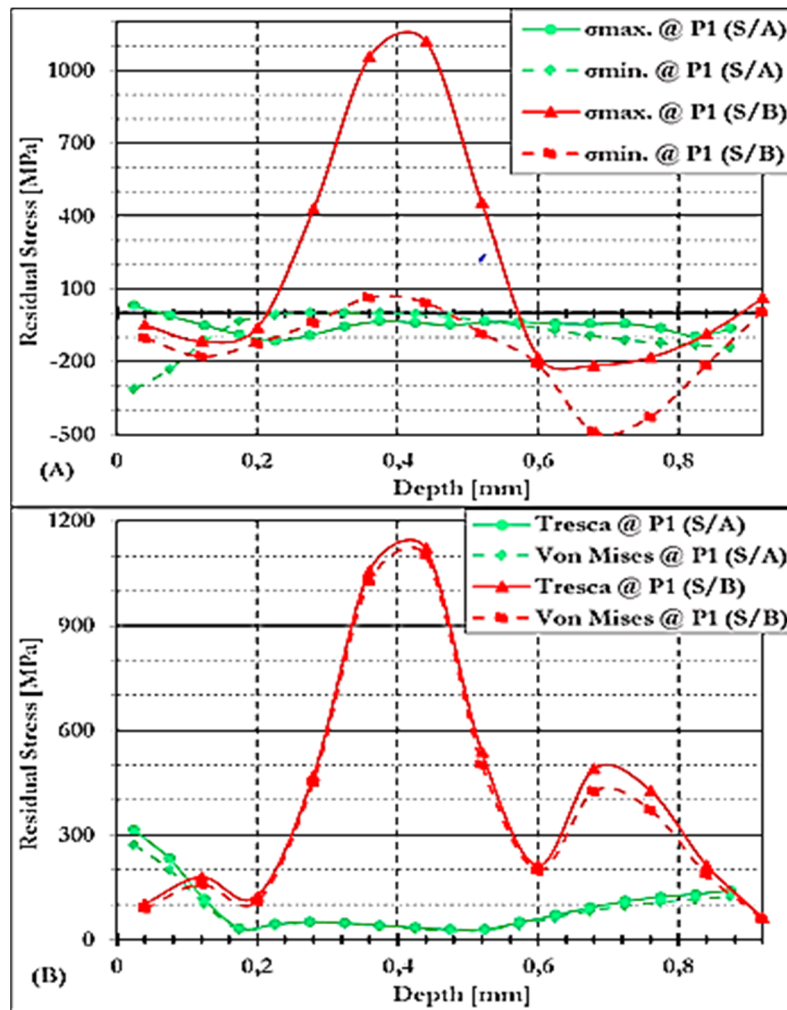 σmax. @ P1 (S/A)
σmin. @ P1 (S/A)
σmax. @ P1 (S/B)
σmin. @ P1 (S/B)
Residual Stress [MPa]
1000
700
400
100
-200
-500
0
0,2
0,4
0,6
0,8
(A)
Depth [mm]
Tresca @ P1 (S/A)
Von Mises @ P1 (S/A)
Tresca @ P1 (S/B)
Von Mises @ P1 (S/B)
Residual Stress [MPa]
1200
900
600
300
0
0
0,2
0,4
0,6
0,8
(B)
Depth [mm]